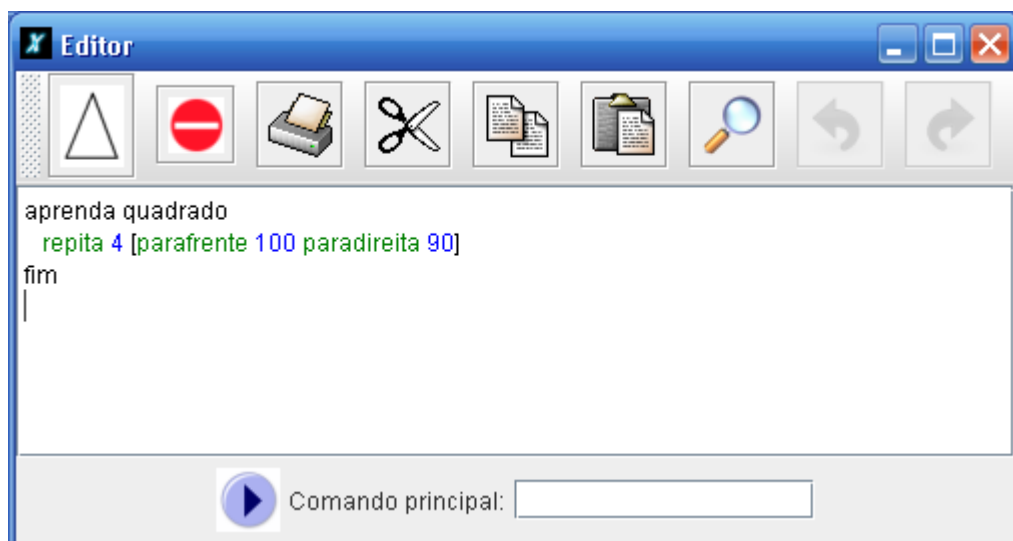 Editor
aprenda quadrado
repita 4 [parafrente 100 paradireita 90]
fim
Comando principal: